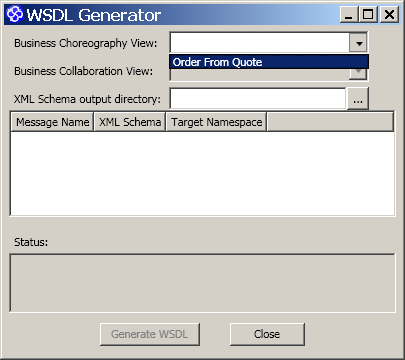 WSDL Generator
Business Choreography View:
Order From Quote
Business Collaboration View:
XML Schema output directory:
...
Message Name XML Schema Target Namespace
Status:
Generate WSDL Close